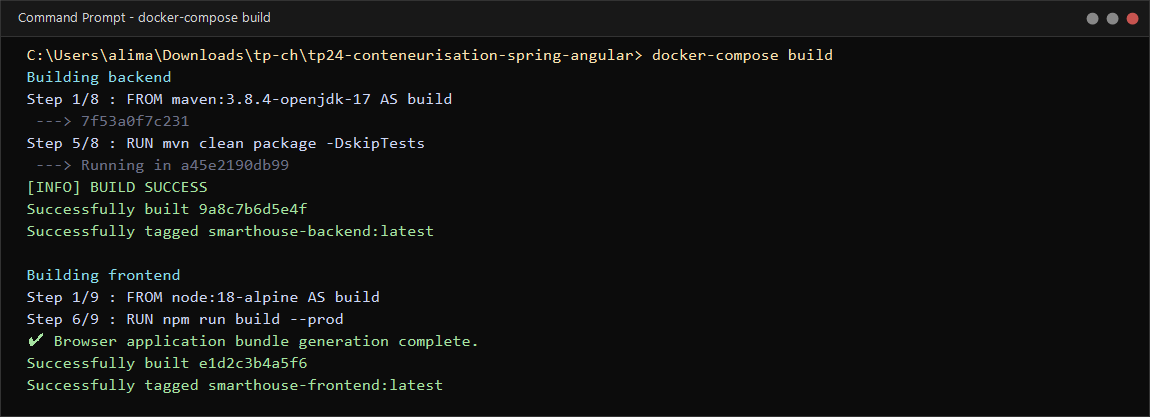 Command Prompt - docker-compose build
C:\Users\alima\Downloads\tp-ch\tp24-conteneurisation-spring-angular> docker-compose build
Building backend
Step 1/8 : FROM maven:3.8.4-openjdk-17 AS build
---> 7f53a0f7c231
Step 5/8 : RUN mvn clean package -DskipTests
---> Running in a45e2190db99
[INFO] BUILD SUCCESS
Successfully built 9a8c7b6d5e4f
Successfully tagged smarthouse-backend:latest
Building frontend
Step 1/9 : FROM node:18-alpine AS build
Step 6/9 : RUN npm run build --prod
✔ Browser application bundle generation complete.
Successfully built e1d2c3b4a5f6
Successfully tagged smarthouse-frontend:latest